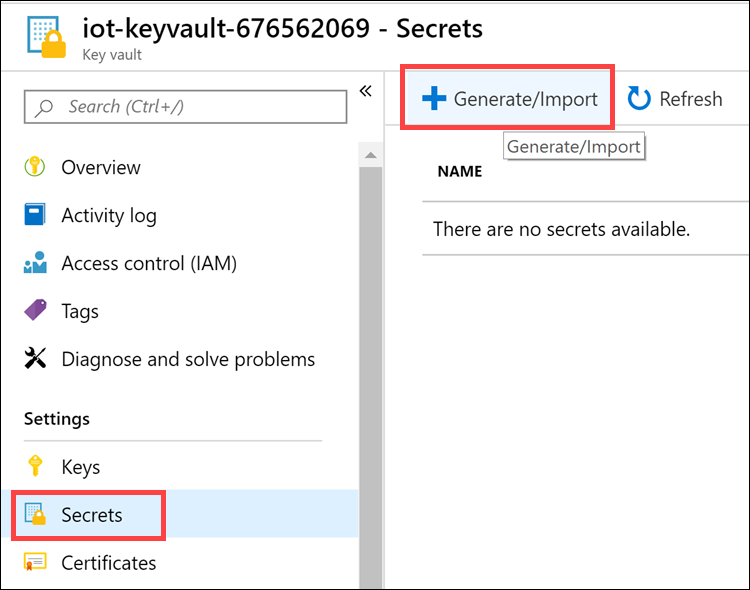 iot-keyvault-676562069 - Secrets
Key vault
Search (Ctrl+/)
Overview
Activity log
Access control (IAM)
Tags
Diagnose and solve problems
Settings
Keys
Secrets
Certificates
Generate/Import
Refresh
Generate/Import
NAME
There are no secrets available.